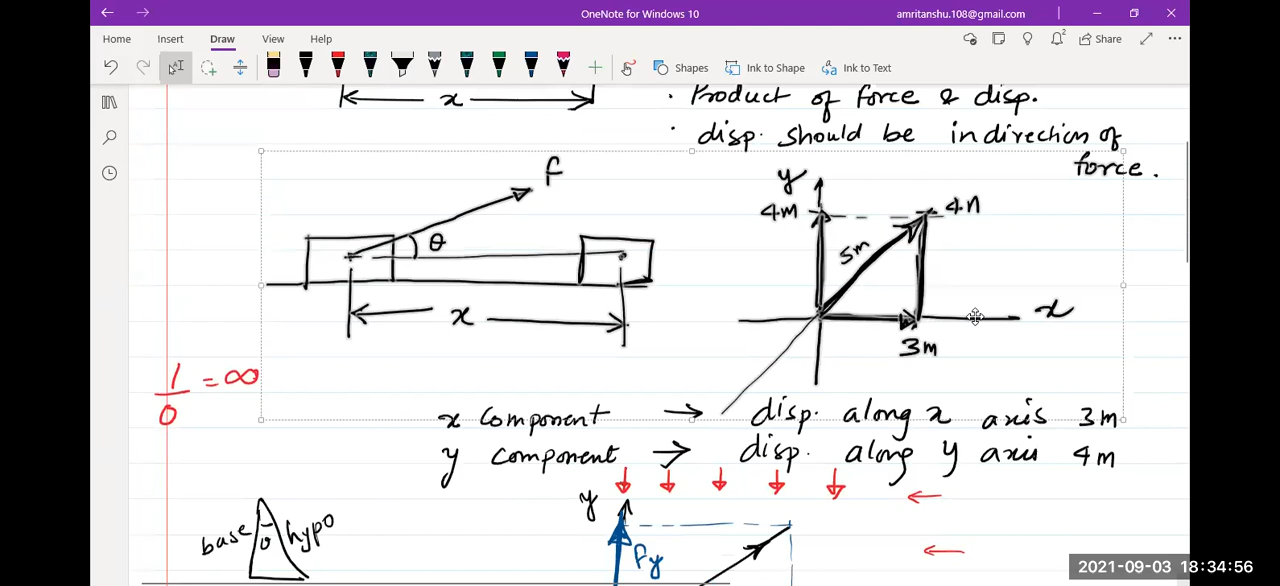 OneNote for Windows 10
amritanshu.108@gmail.com
Home Insert Draw View Help
Share
Shapes Ink to Shape Ink to Text
x
· Product of force & disp.
· disp. should be in direction of
force.
F
θ
x
y
4m
4n
5m
x
3m
1/0 = ∞
x component → disp. along x axis 3m
y component → disp. along y axis 4m
y
base θ hypo
Fy
2021-09-03 18:34:56